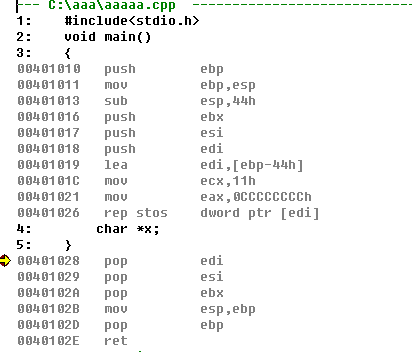 --- C:\aaa\aaaaa.cpp ---
1: #include<stdio.h>
2: void main()
3: {
00401010 push ebp
00401011 mov ebp,esp
00401013 sub esp,44h
00401016 push ebx
00401017 push esi
00401018 push edi
00401019 lea edi,[ebp-44h]
0040101C mov ecx,11h
00401021 mov eax,0CCCCCCCCh
00401026 rep stos dword ptr [edi]
4: char *x;
5: }
00401028 pop edi
00401029 pop esi
0040102A pop ebx
0040102B mov esp,ebp
0040102D pop ebp
0040102E ret